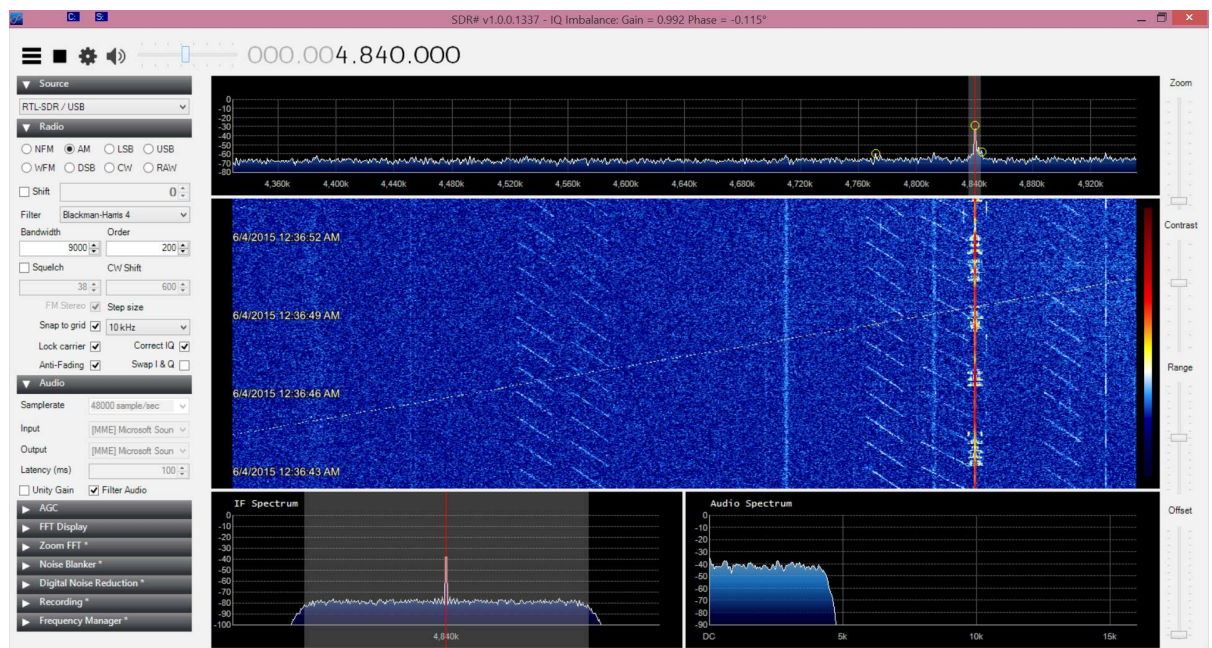 C: S:
SDR# v1.0.0.1337 - IQ Imbalance: Gain = 0.992 Phase = -0.115°
000.004.840.000
Source
RTL-SDR / USB
Radio
NFM AM LSB USB
WFM DSB CW RAW
Shift 0
Filter Blackman-Harris 4
Bandwidth Order
9000 200
Squelch CW Shift
38 600
FM Stereo Step size
Snap to grid 10 kHz
Lock carrier Correct IQ
Anti-Fading Swap I & Q
Audio
Samplerate 48000 sample/sec
Input [MME] Microsoft Soun
Output [MME] Microsoft Soun
Latency (ms) 100
Unity Gain Filter Audio
AGC
FFT Display
Zoom FFT *
Noise Blanker *
Digital Noise Reduction *
Recording *
Frequency Manager *
0
-10
-20
-30
-40
-50
-60
-70
-80
4,360k 4,400k 4,440k 4,480k 4,520k 4,560k 4,600k 4,640k 4,680k 4,720k 4,760k 4,800k 4,840k 4,880k 4,920k
6/4/2015 12:36:52 AM
6/4/2015 12:36:49 AM
6/4/2015 12:36:46 AM
6/4/2015 12:36:43 AM
IF Spectrum
0
-10
-20
-30
-40
-50
-60
-70
-80
-90
-100
4,840k
Audio Spectrum
0
-10
-20
-30
-40
-50
-60
-70
-80
-90
DC 5k 10k 15k
Zoom
Contrast
Range
Offset